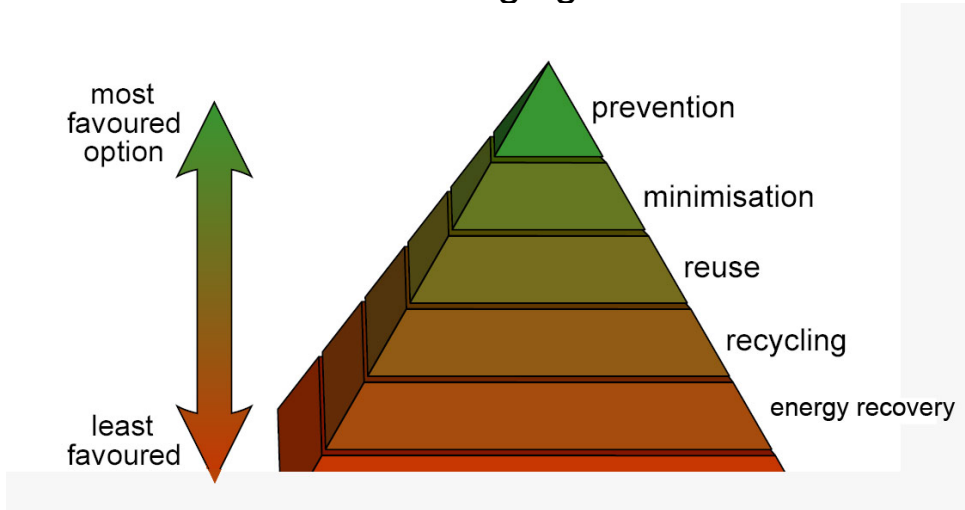 most
favoured
option
prevention
minimisation
reuse
recycling
energy recovery
least
favoured